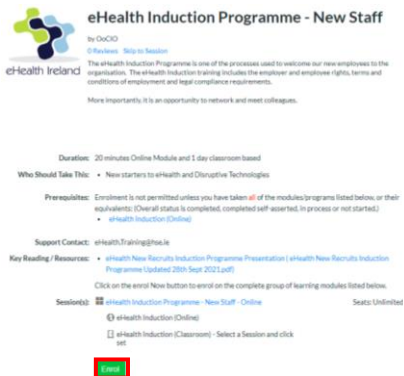 eHealth Induction Programme - New Staff
by OoCIO
0 Reviews Skip to Session
eHealth Ireland
The eHealth Induction Programme is one of the processes used to welcome our new employees to the
organisation. The eHealth Induction training includes the employer and employee rights, terms and
conditions of employment and legal compliance requirements.
More importantly, it is an opportunity to network and meet colleagues.
Duration: 20 minutes Online Module and 1 day classroom based
Who Should Take This: • New starters to eHealth and Disruptive Technologies
Prerequisites: Enrolment is not permitted unless you have taken all of the modules/programs listed below, or their
equivalents: (Overall status is completed, completed self-asserted, in process or not started.)
• eHealth Induction (Online)
Support Contact: eHealth.Training@hse.ie
Key Reading / Resources: • eHealth New Recruits Induction Programme Presentation ( eHealth New Recruits Induction
Programme Updated 28th Sept 2021.pdf)
Click on the enrol Now button to enrol on the complete group of learning modules listed below.
Session(s): eHealth Induction Programme - New Staff - Online Seats: Unlimited
eHealth Induction (Online)
eHealth Induction (Classroom) - Select a Session and click
set
Enrol